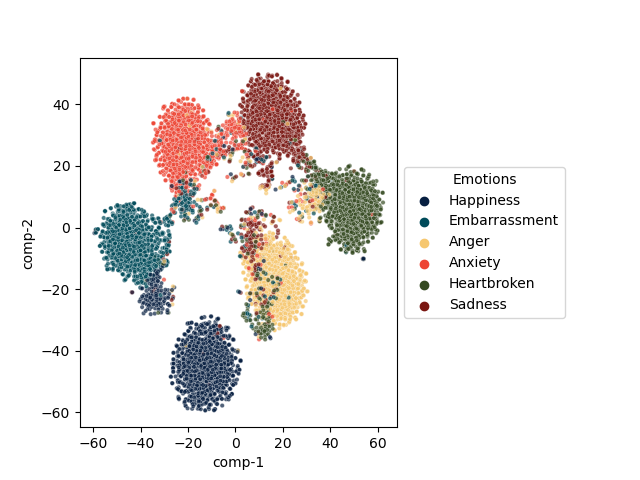 40
20
0
−20
−40
−60
comp-2
−60 −40 −20 0 20 40 60
comp-1
Emotions
Happiness
Embarrassment
Anger
Anxiety
Heartbroken
Sadness